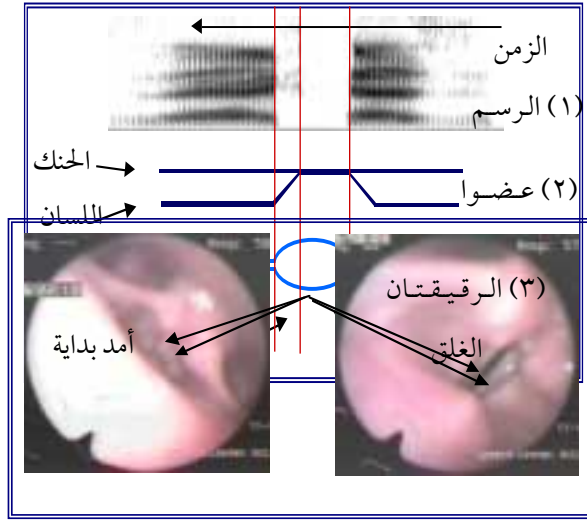 الزمن
(١) الرسم
الحنك
(٢) عضوا
اللسان
(٣) الرقيقتان
أمد بداية
الغلق